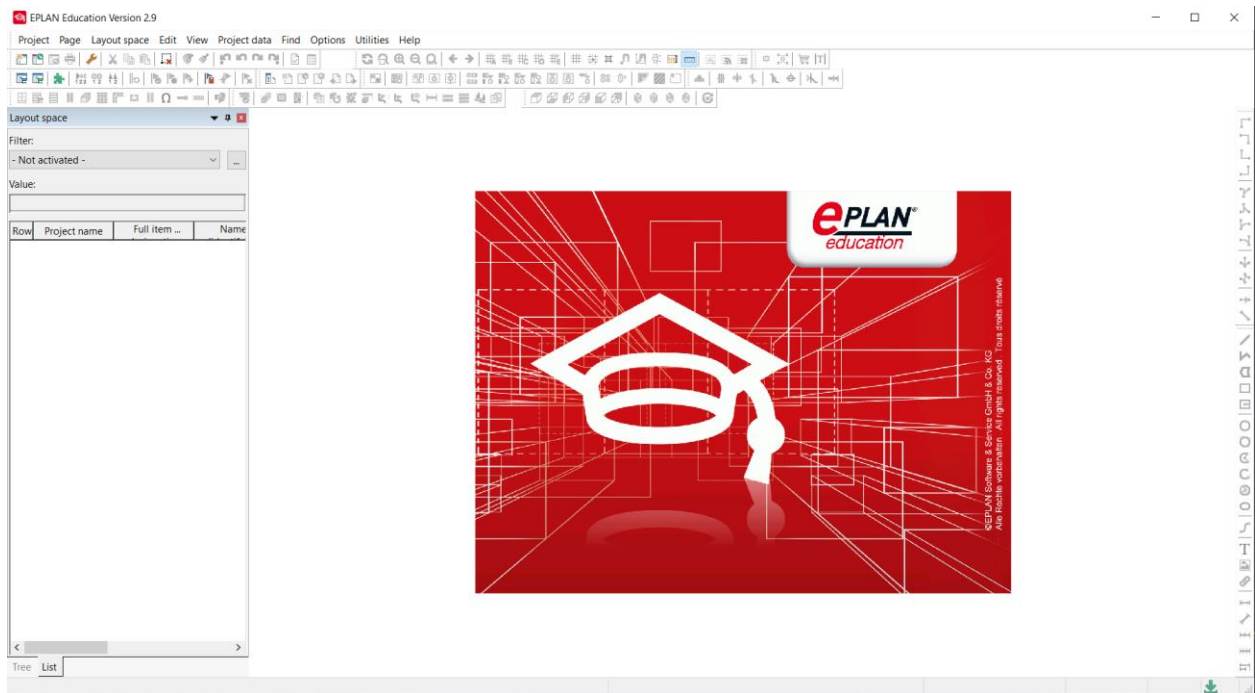 EPLAN Education Version 2.9
Project Page Layout space Edit View Project data Find Options Utilities Help
Layout space
Filter:
- Not activated -
...
Value:
Row Project name Full item ... Name
Tree List
ePLAN®
education
©EPLAN Software & Service GmbH & Co. KG
Alle Rechte vorbehalten . All rights reserved . Tous droits réservé